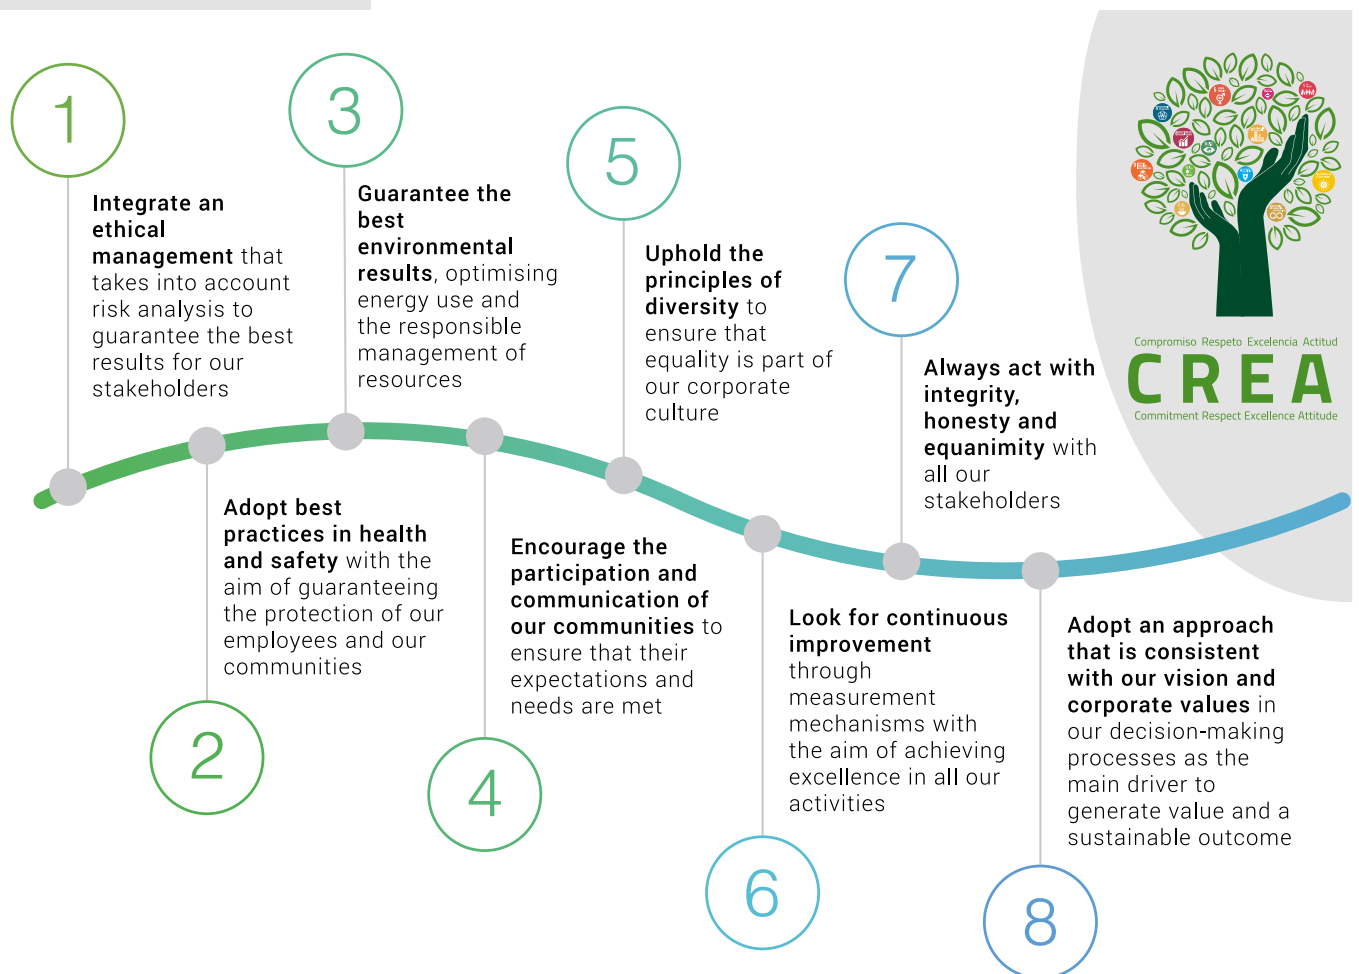 1
Integrate an
ethical
management that
takes into account
risk analysis to
guarantee the best
results for our
stakeholders
2
Adopt best
practices in health
and safety with the
aim of guaranteeing
the protection of our
employees and our
communities
3
Guarantee the
best
environmental
results, optimising
energy use and
the responsible
management of
resources
4
Encourage the
participation and
communication of
our communities to
ensure that their
expectations and
needs are met
5
Uphold the
principles of
diversity to
ensure that
equality is part of
our corporate
culture
6
Look for continuous
improvement
through
measurement
mechanisms with
the aim of achieving
excellence in all our
activities
7
Always act with
integrity,
honesty and
equanimity with
all our
stakeholders
8
Adopt an approach
that is consistent
with our vision and
corporate values in
our decision-making
processes as the
main driver to
generate value and a
sustainable outcome
Compromiso Respeto Excelencia Actitud
CREA
Commitment Respect Excellence Attitude